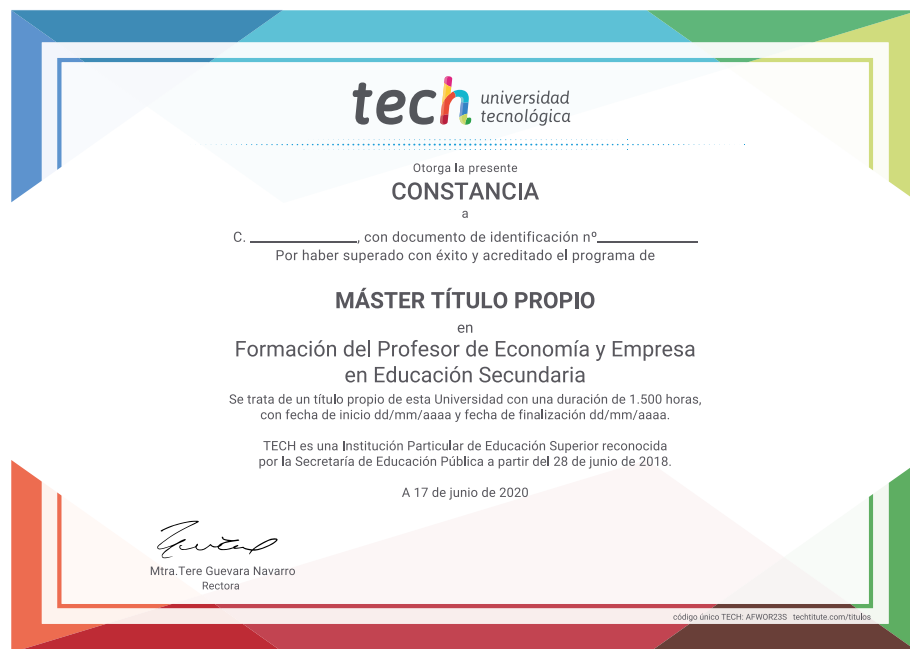 tech universidad
tecnológica
Otorga la presente
CONSTANCIA
a
C. ____________, con documento de identificación nº____________
Por haber superado con éxito y acreditado el programa de
MÁSTER TÍTULO PROPIO
en
Formación del Profesor de Economía y Empresa
en Educación Secundaria
Se trata de un título propio de esta Universidad con una duración de 1.500 horas,
con fecha de inicio dd/mm/aaaa y fecha de finalización dd/mm/aaaa.
TECH es una Institución Particular de Educación Superior reconocida
por la Secretaría de Educación Pública a partir del 28 de junio de 2018.
A 17 de junio de 2020
Mtra.Tere Guevara Navarro
Rectora
código único TECH: AFWOR23S techtitute.com/titulos